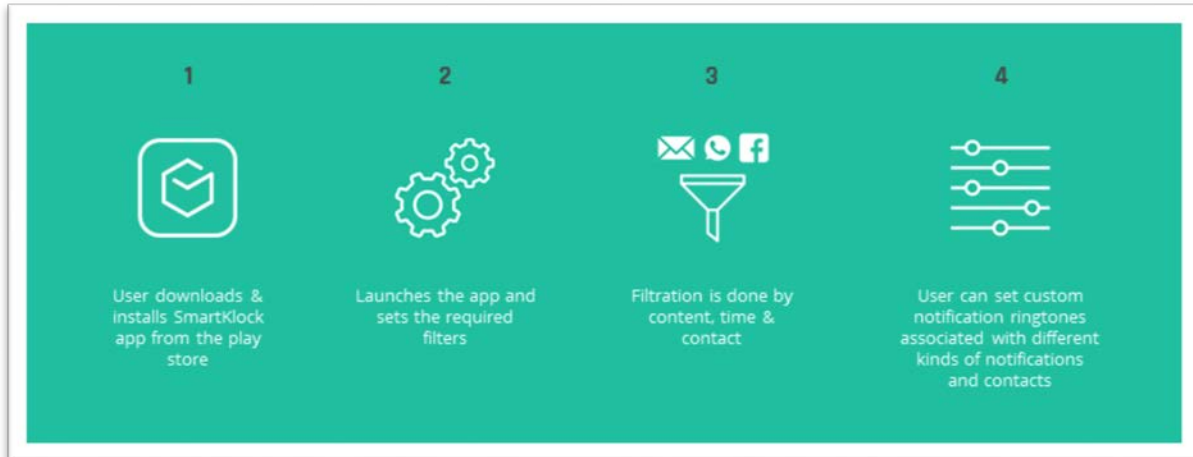 1
User downloads &
installs SmartKlock
app from the play
store
2
Launches the app and
sets the required
filters
3
Filtration is done by
content, time &
contact
4
User can set custom
notification ringtones
associated with different
kinds of notifications
and contacts